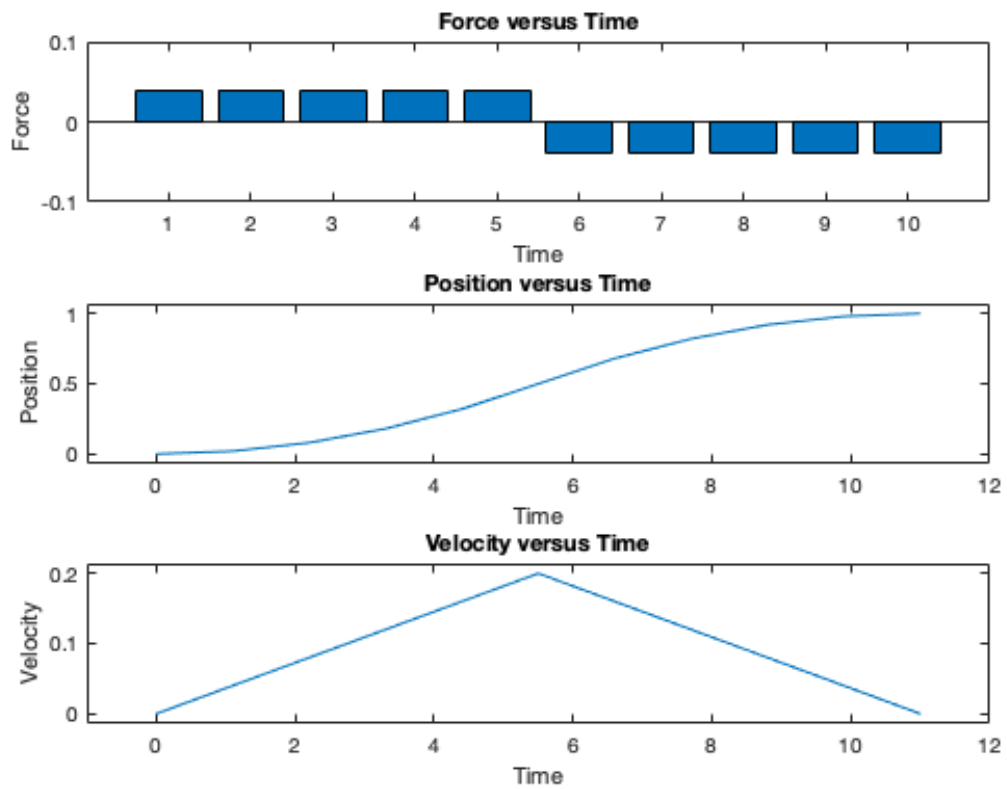 Force versus Time
0.1
0
-0.1
Force
1 2 3 4 5 6 7 8 9 10
Time
Position versus Time
1
0.5
0
Position
0 2 4 6 8 10 12
Time
Velocity versus Time
0.2
0.1
0
Velocity
0 2 4 6 8 10 12
Time